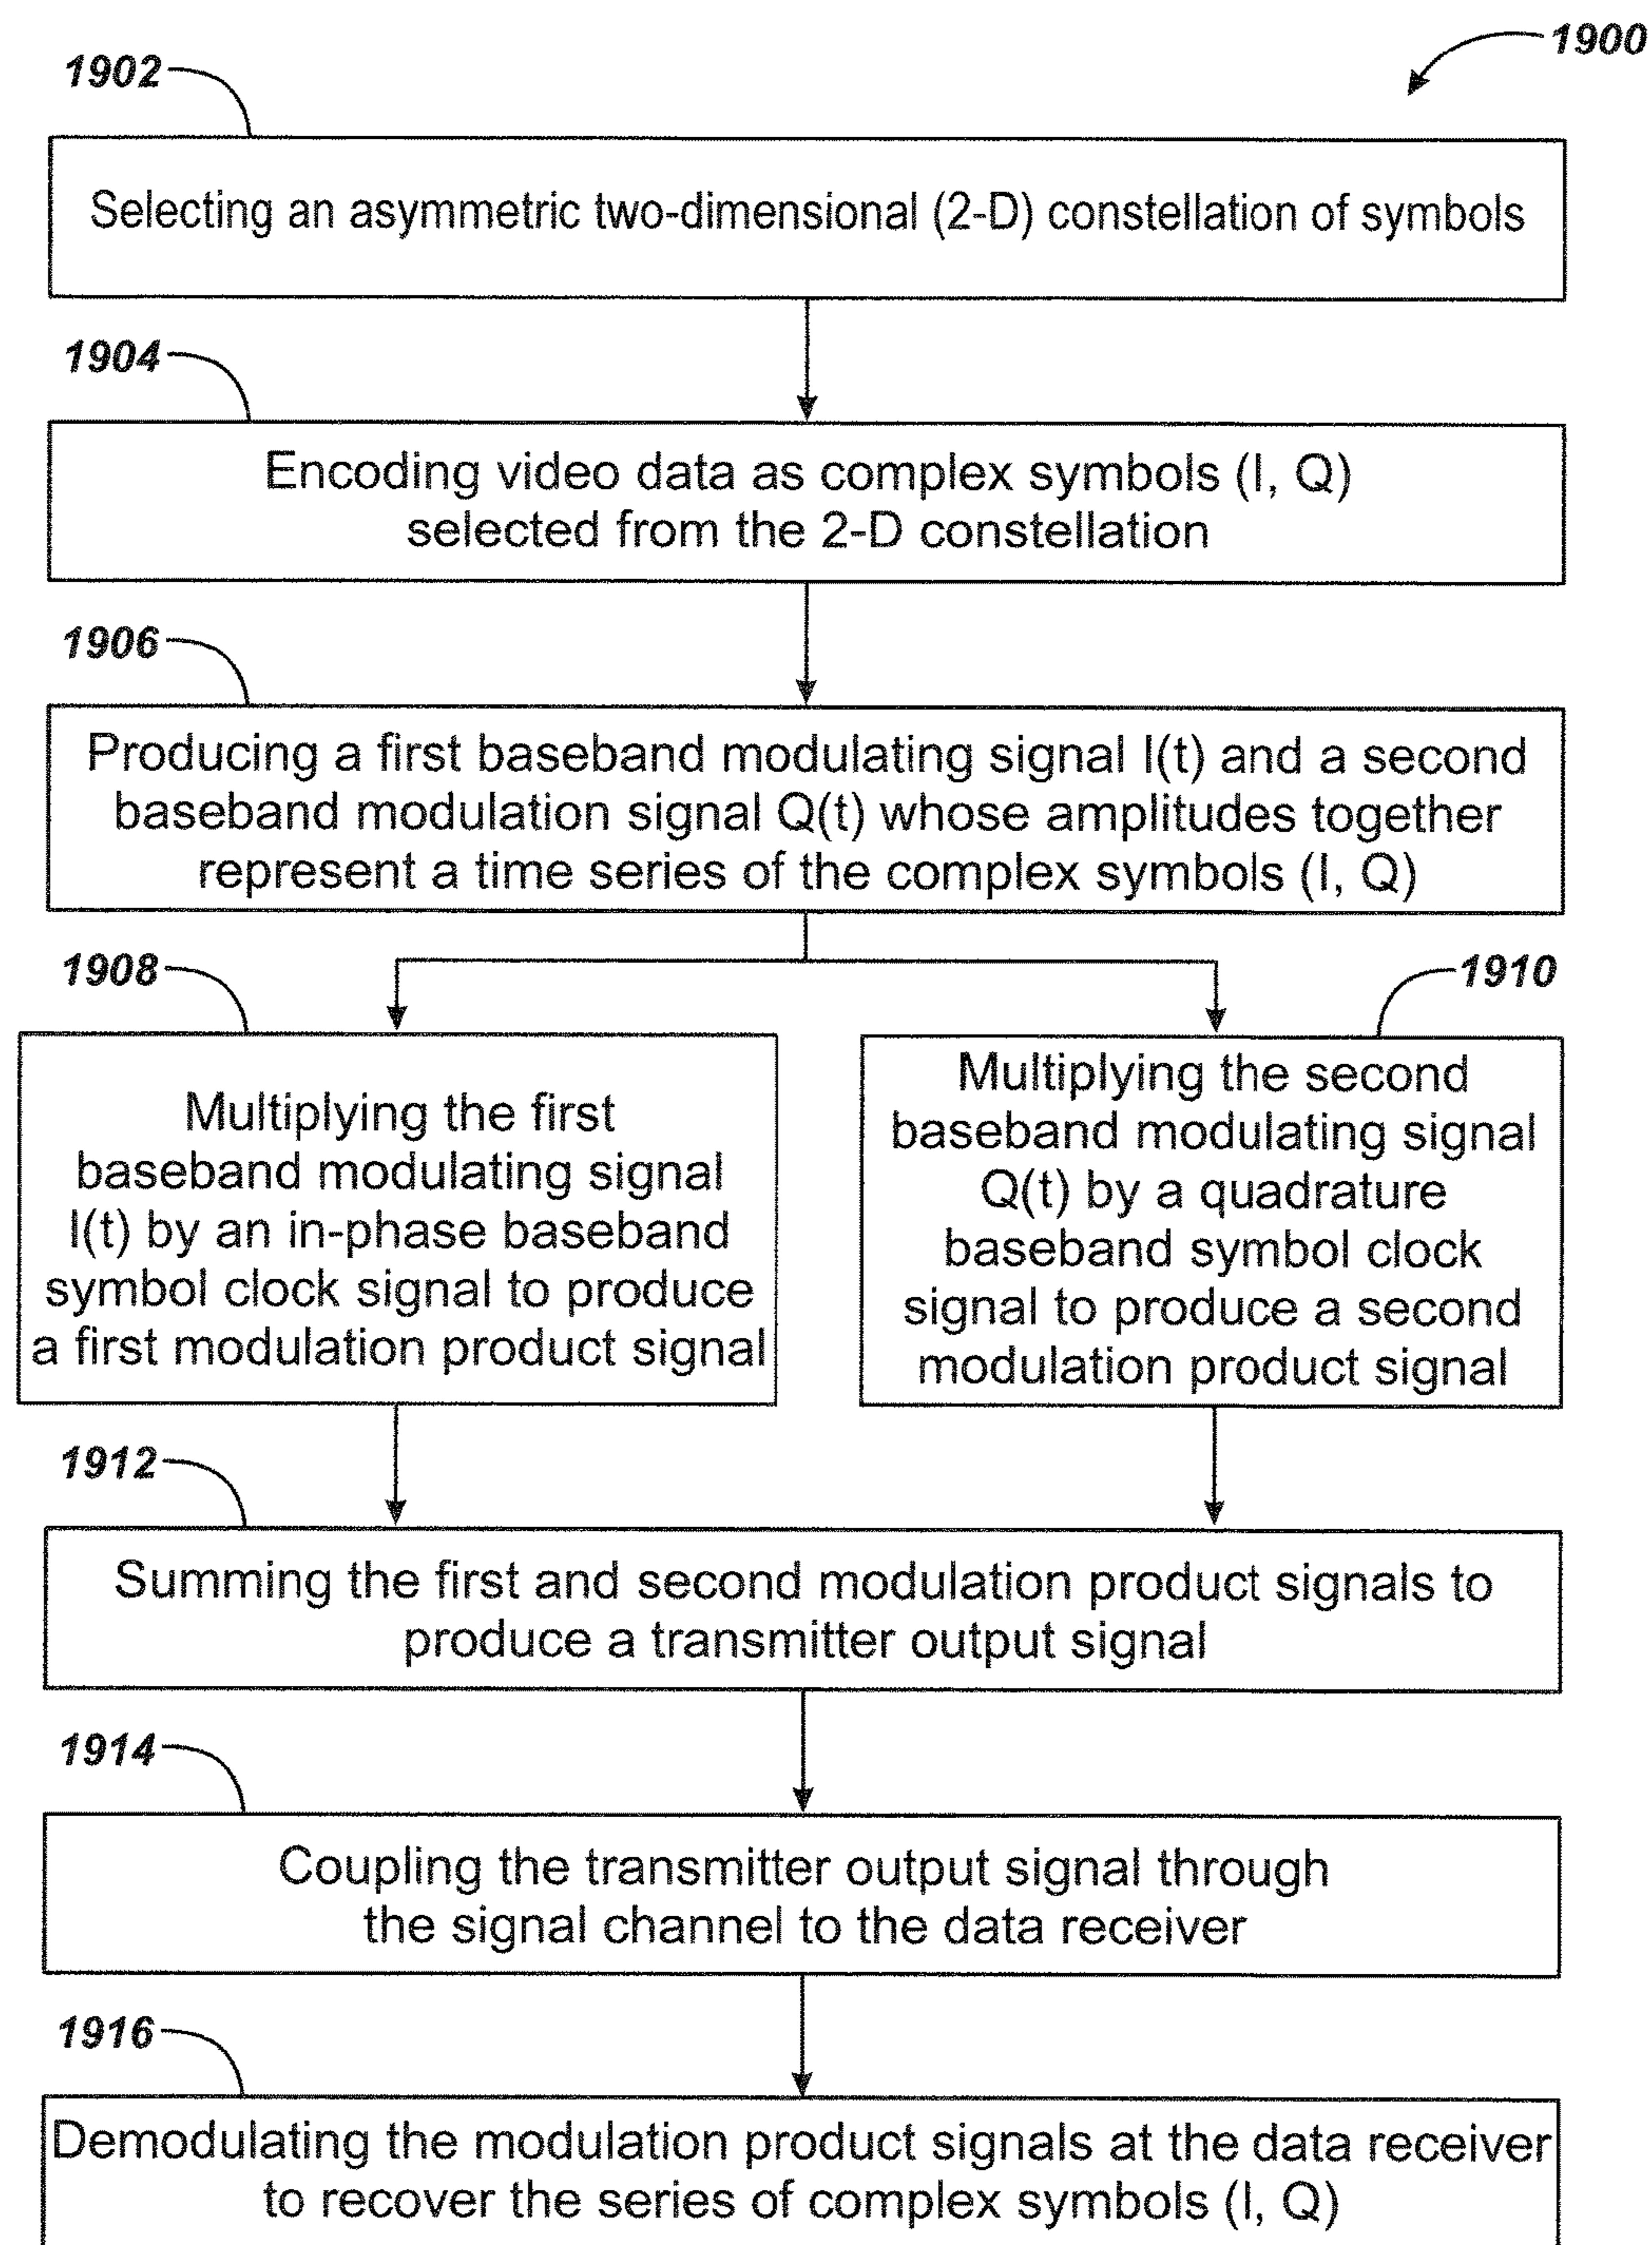 1900
1902
Selecting an asymmetric two-dimensional (2-D) constellation of symbols
1904
Encoding video data as complex symbols (I, Q)
selected from the 2-D constellation
1906
Producing a first baseband modulating signal I(t) and a second
baseband modulation signal Q(t) whose amplitudes together
represent a time series of the complex symbols (I, Q)
1908
Multiplying the first
baseband modulating signal
I(t) by an in-phase baseband
symbol clock signal to produce
a first modulation product signal
1910
Multiplying the second
baseband modulating signal
Q(t) by a quadrature
baseband symbol clock
signal to produce a second
modulation product signal
1912
Summing the first and second modulation product signals to
produce a transmitter output signal
1914
Coupling the transmitter output signal through
the signal channel to the data receiver
1916
Demodulating the modulation product signals at the data receiver
to recover the series of complex symbols (I, Q)